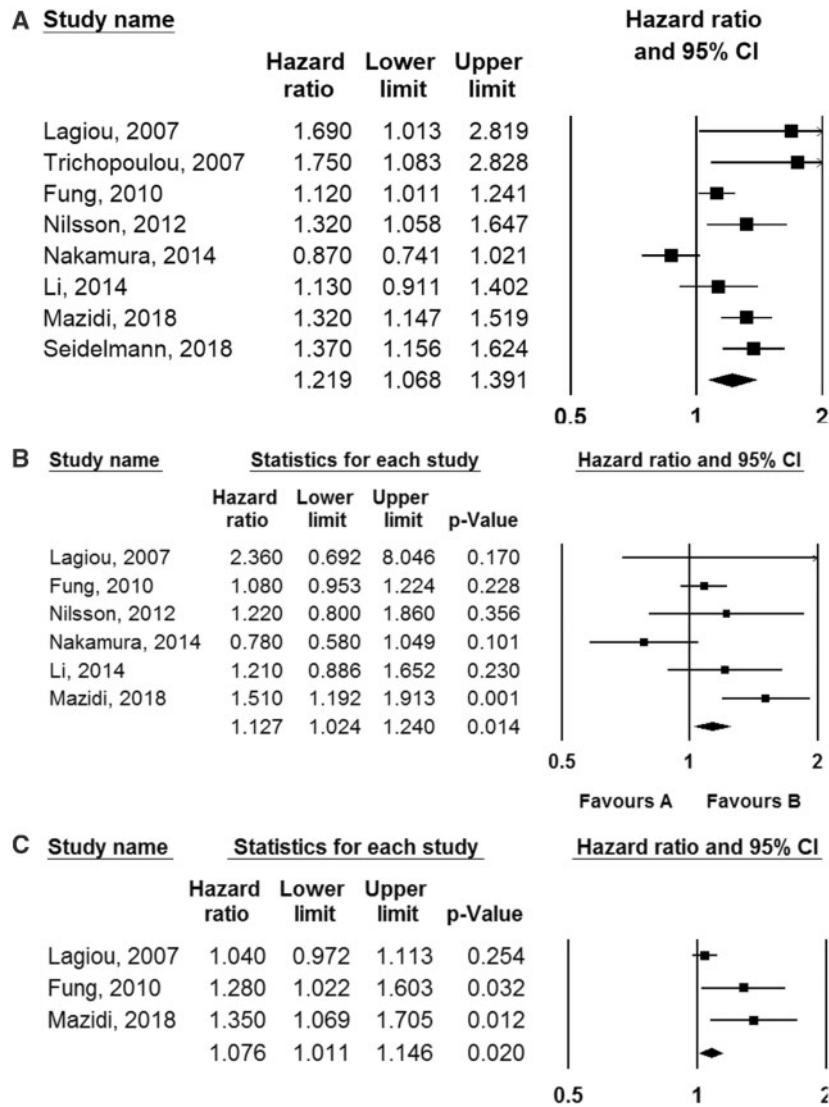 A Study name Hazard ratio
and 95% CI
Hazard Lower Upper
ratio limit limit
Lagiou, 2007 1.690 1.013 2.819
Trichopoulou, 2007 1.750 1.083 2.828
Fung, 2010 1.120 1.011 1.241
Nilsson, 2012 1.320 1.058 1.647
Nakamura, 2014 0.870 0.741 1.021
Li, 2014 1.130 0.911 1.402
Mazidi, 2018 1.320 1.147 1.519
Seidelmann, 2018 1.370 1.156 1.624
1.219 1.068 1.391
0.5 1 2
B Study name Statistics for each study Hazard ratio and 95% CI
Hazard Lower Upper
ratio limit limit p-Value
Lagiou, 2007 2.360 0.692 8.046 0.170
Fung, 2010 1.080 0.953 1.224 0.228
Nilsson, 2012 1.220 0.800 1.860 0.356
Nakamura, 2014 0.780 0.580 1.049 0.101
Li, 2014 1.210 0.886 1.652 0.230
Mazidi, 2018 1.510 1.192 1.913 0.001
1.127 1.024 1.240 0.014
0.5 1 2
Favours A Favours B
C Study name Statistics for each study Hazard ratio and 95% CI
Hazard Lower Upper
ratio limit limit p-Value
Lagiou, 2007 1.040 0.972 1.113 0.254
Fung, 2010 1.280 1.022 1.603 0.032
Mazidi, 2018 1.350 1.069 1.705 0.012
1.076 1.011 1.146 0.020
0.5 1 2